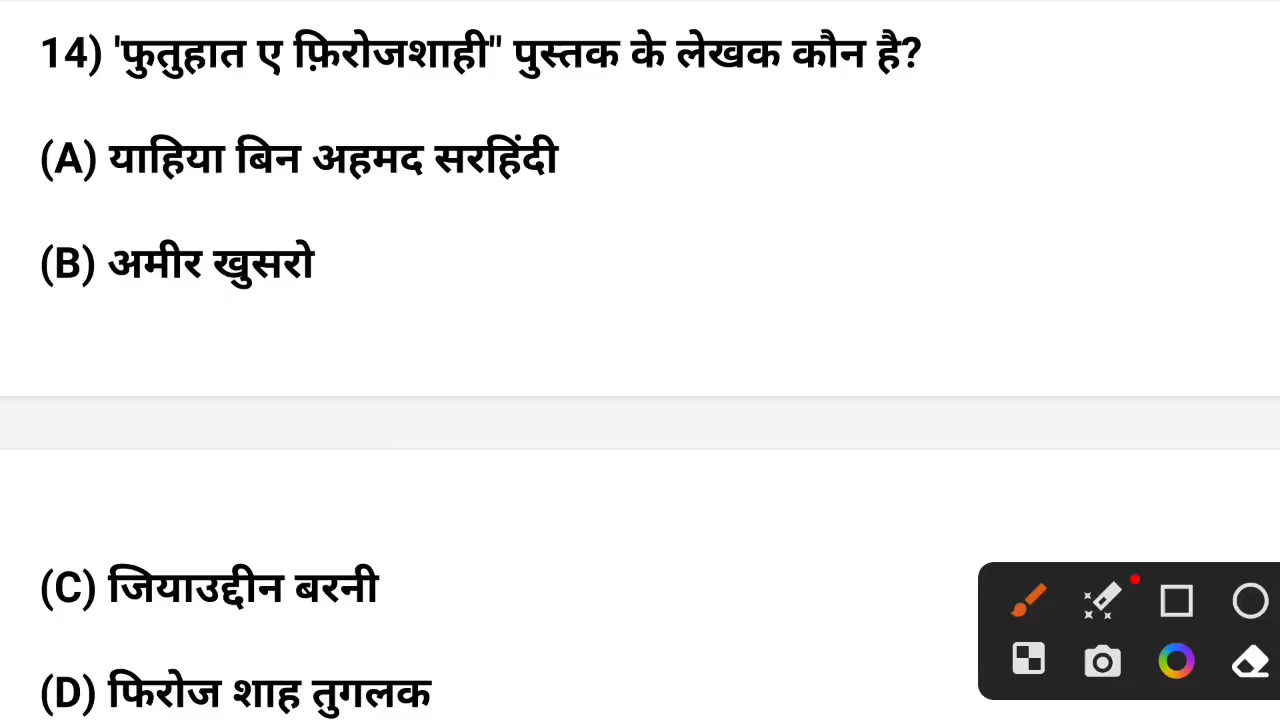 14) 'फुतुहात ए फ़िरोजशाही" पुस्तक के लेखक कौन है?
(A) याहिया बिन अहमद सरहिंदी
(B) अमीर खुसरो
(C) जियाउद्दीन बरनी
(D) फिरोज शाह तुगलक